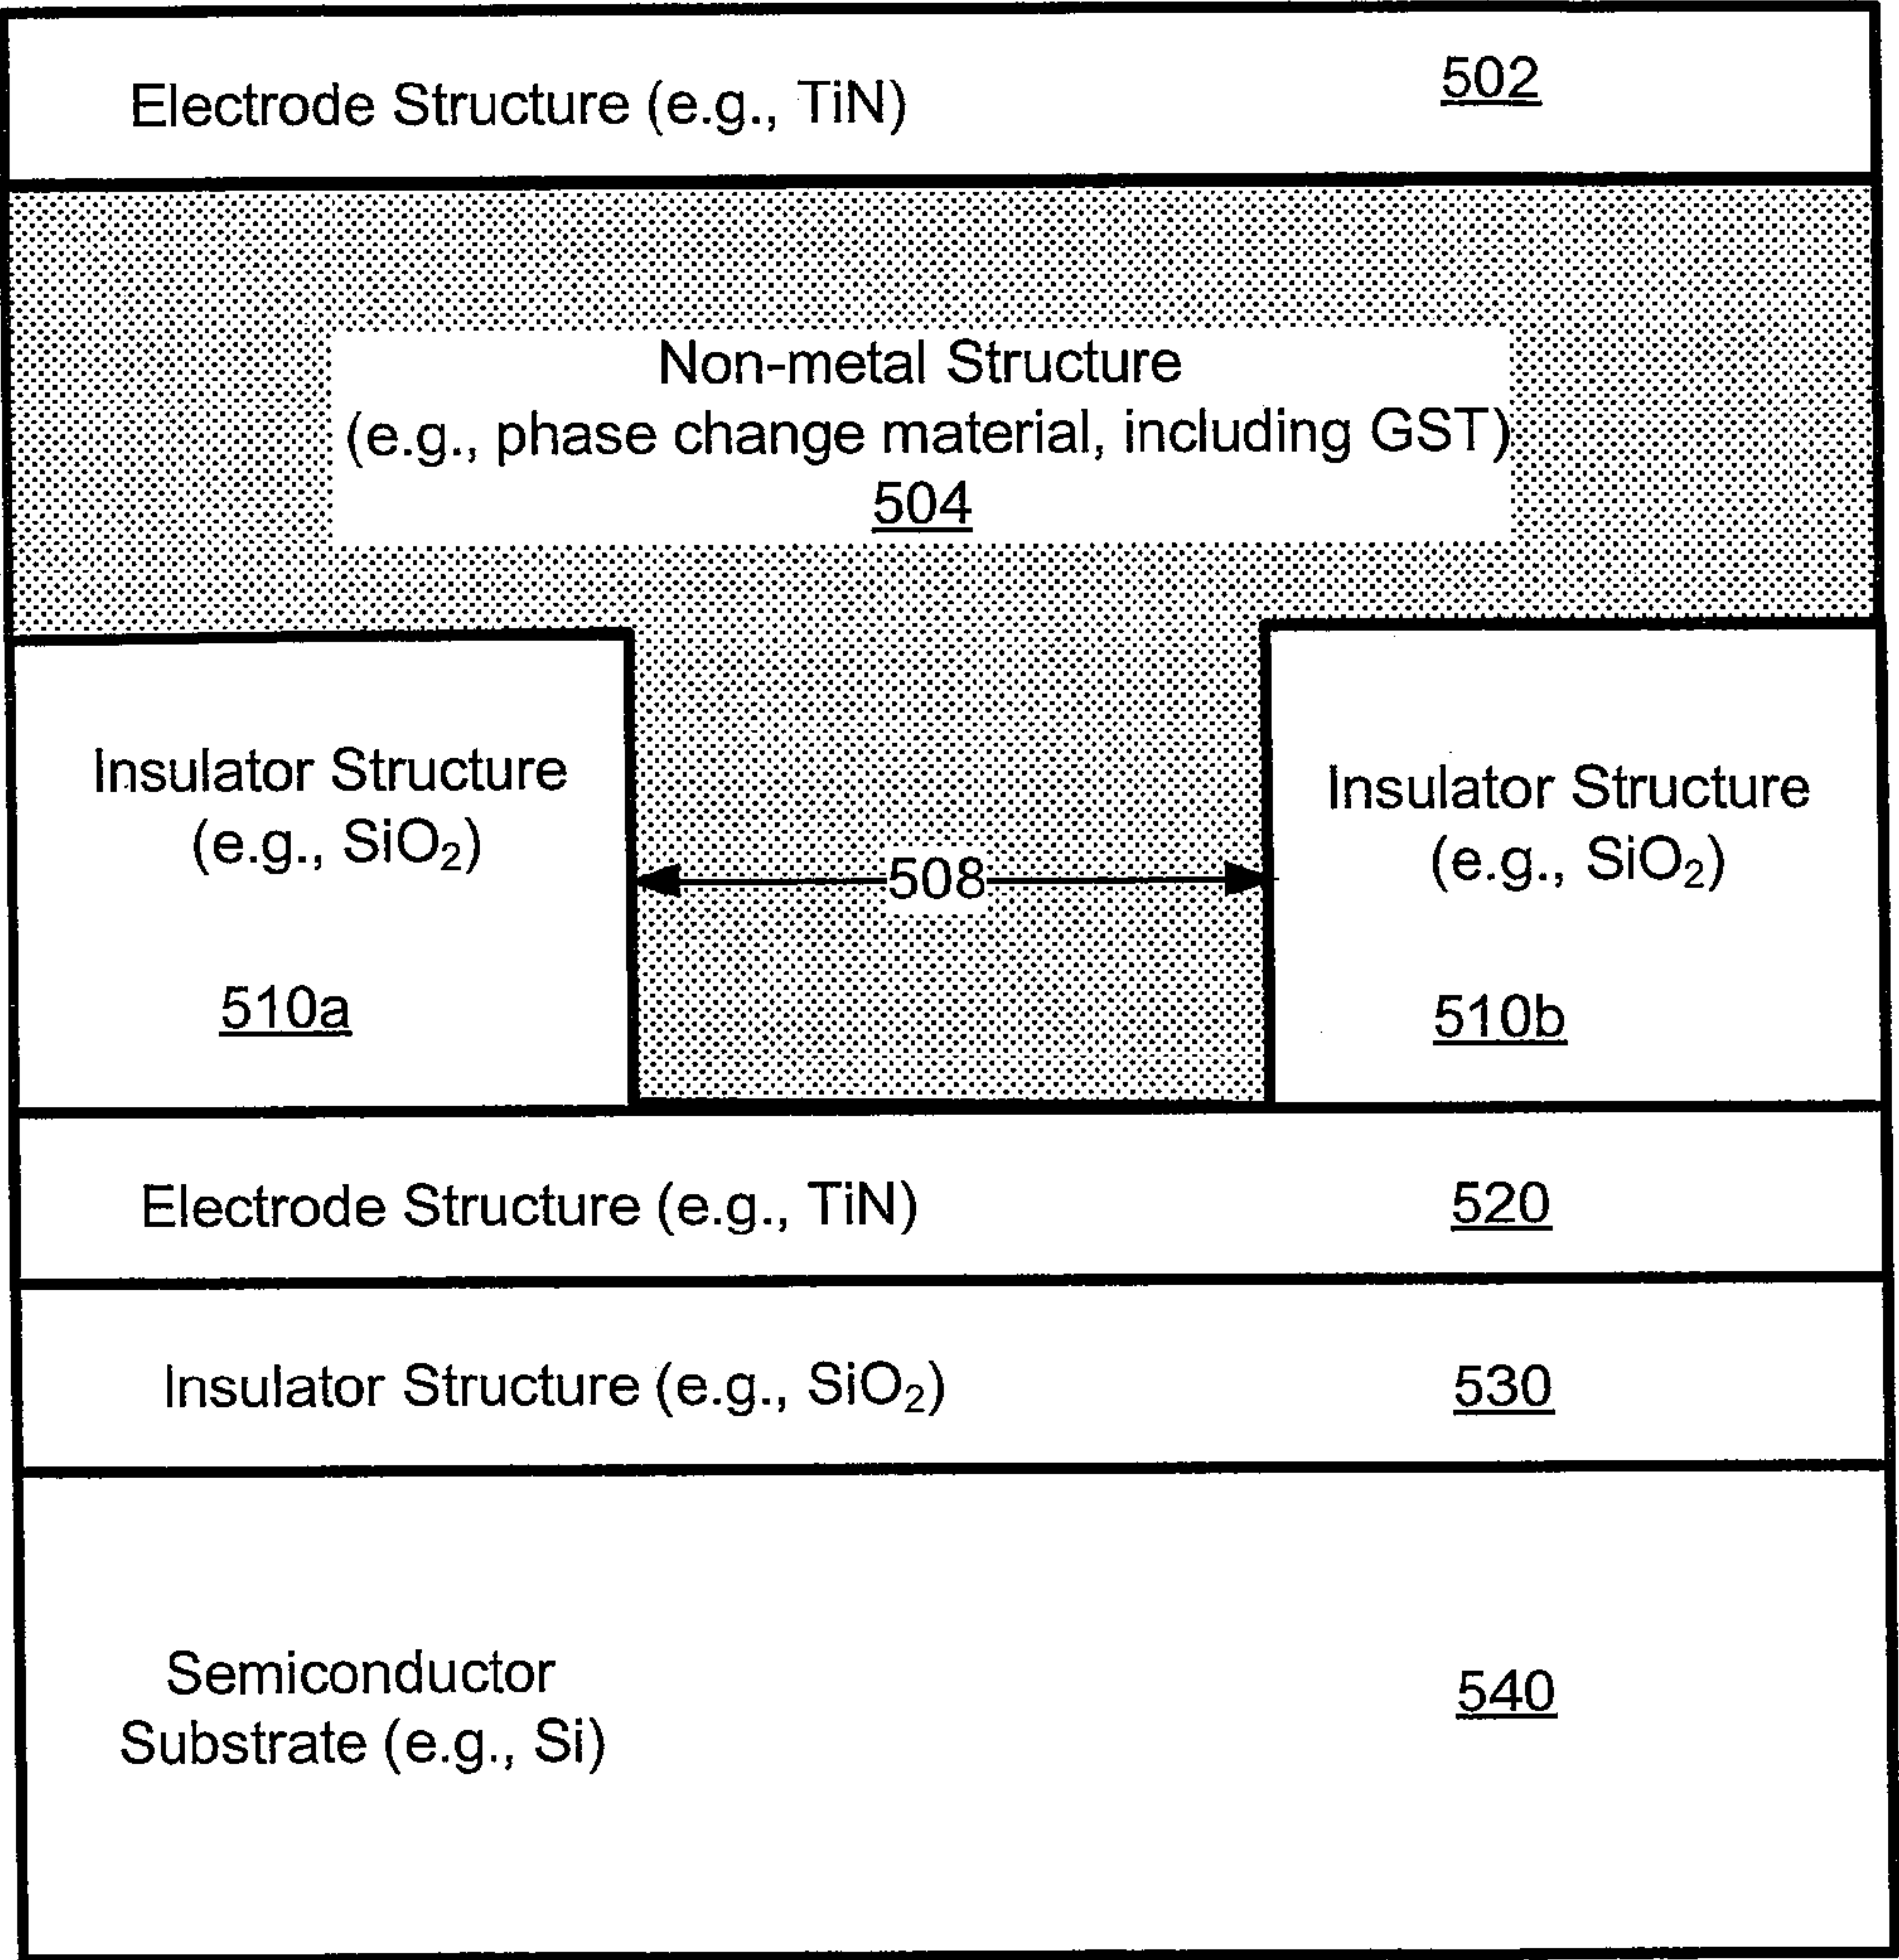 Electrode Structure (e.g., TiN) 502
Non-metal Structure
(e.g., phase change material, including GST)
504
Insulator Structure
(e.g., SiO₂)
510a
508
Insulator Structure
(e.g., SiO₂)
510b
Electrode Structure (e.g., TiN) 520
Insulator Structure (e.g., SiO₂) 530
Semiconductor
Substrate (e.g., Si)
540